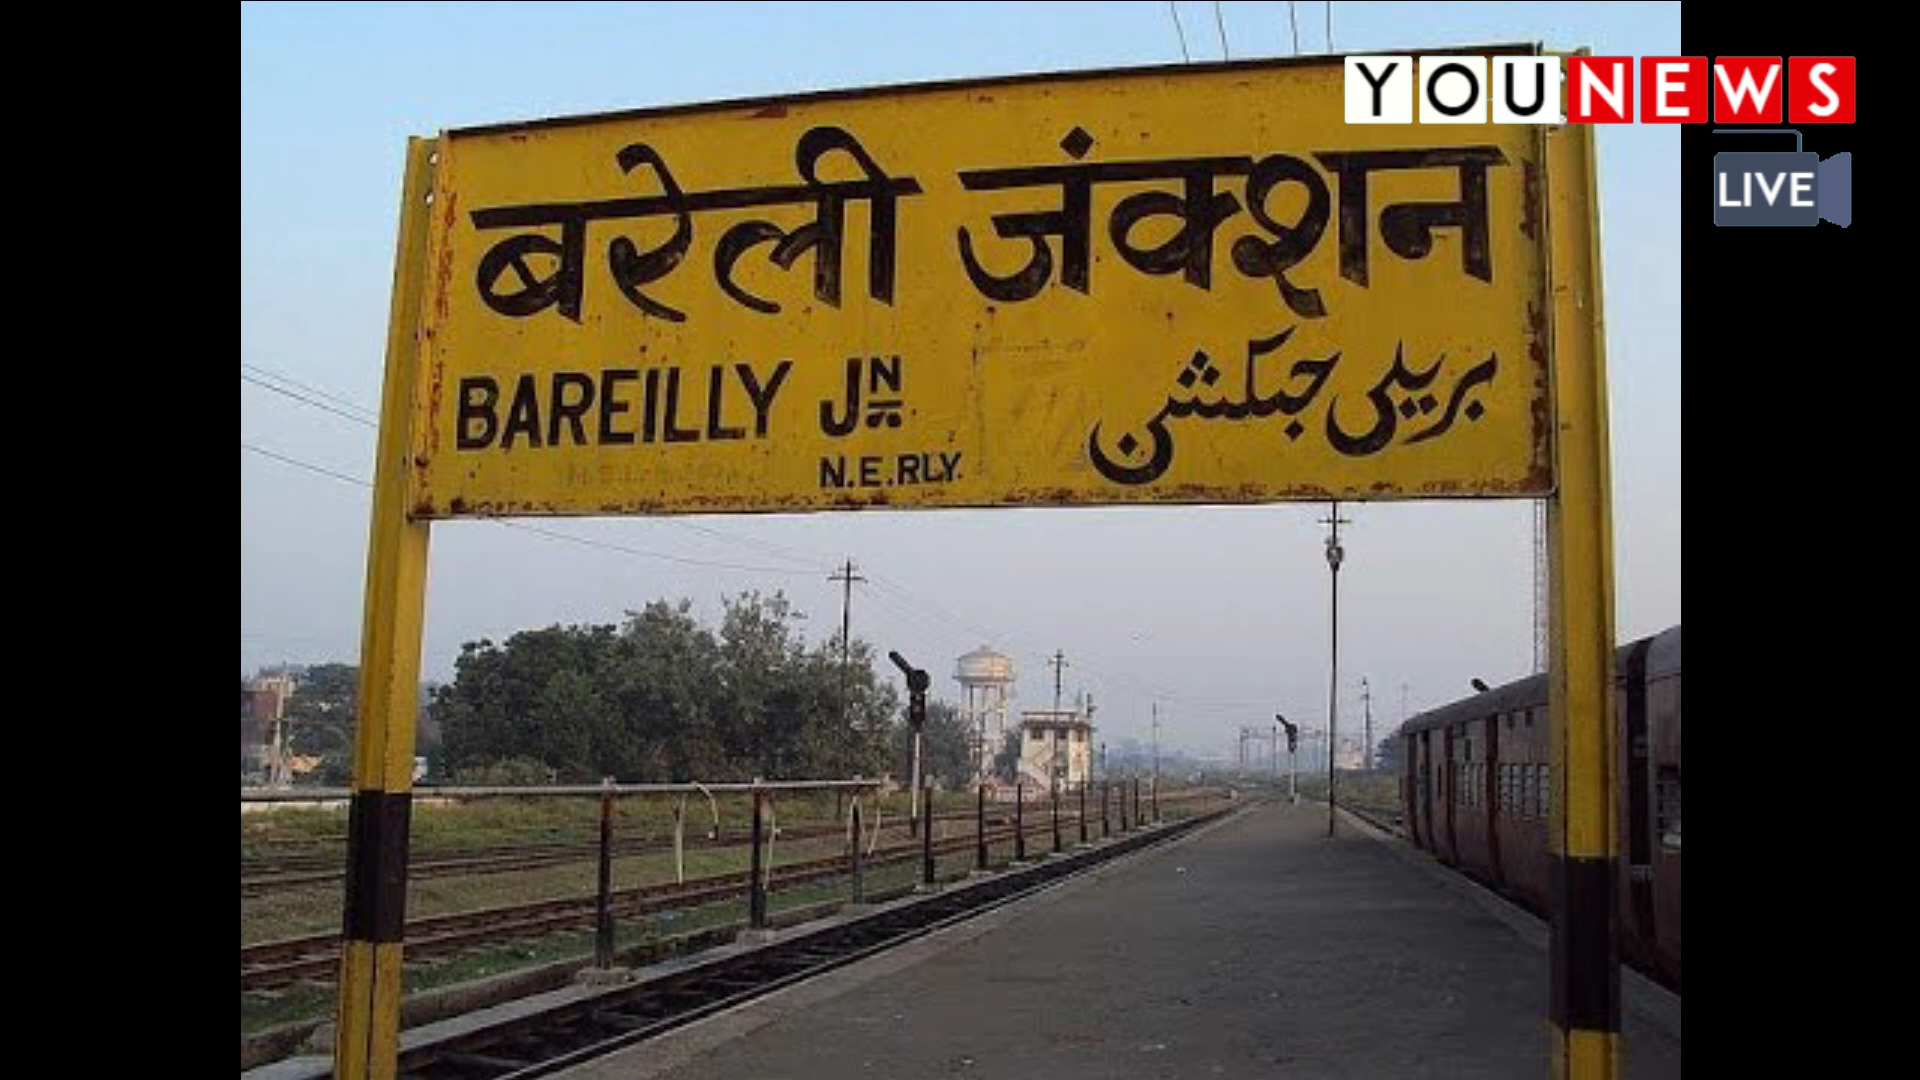 बरेली जंक्शन
BAREILLY JN
بریلی جنکشن
N.E.RLY.
YOUNEWS
LIVE